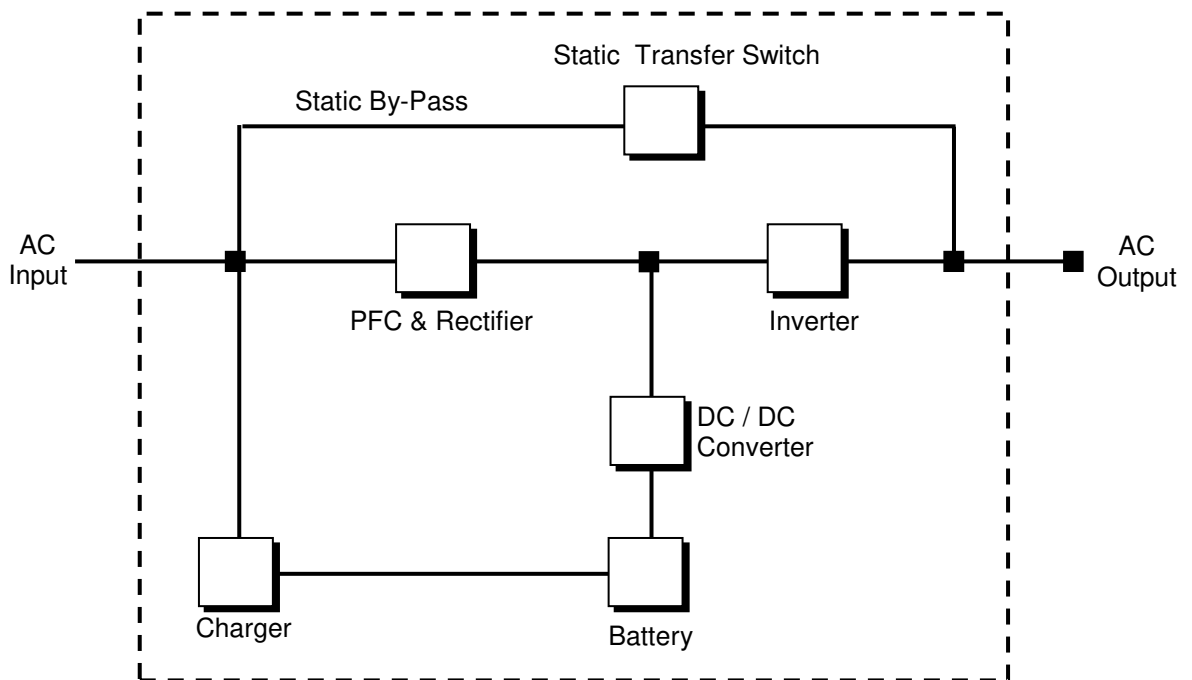 Static Transfer Switch
Static By-Pass
AC
Input
AC
Output
PFC & Rectifier
Inverter
DC / DC
Converter
Charger
Battery